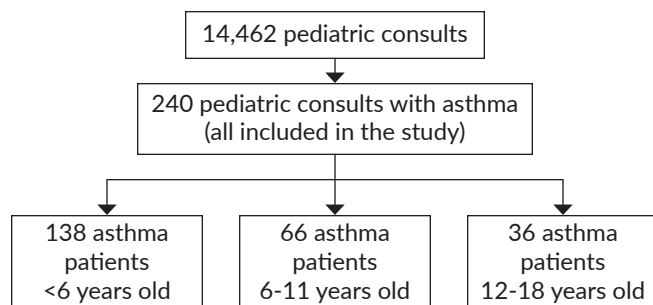 14,462 pediatric consults
240 pediatric consults with asthma
(all included in the study)
138 asthma
patients
<6 years old
66 asthma
patients
6-11 years old
36 asthma
patients
12-18 years old